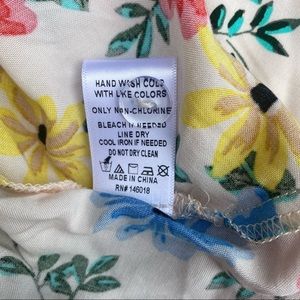 HAND WASH COLD
WITH LIKE COLORS
ONLY NON-CHLORINE
BLEACH IF NEEDED
LINE DRY
COOL IRON IF NEEDED
DO NOT DRY CLEAN
MADE IN CHINA
RN# 146018